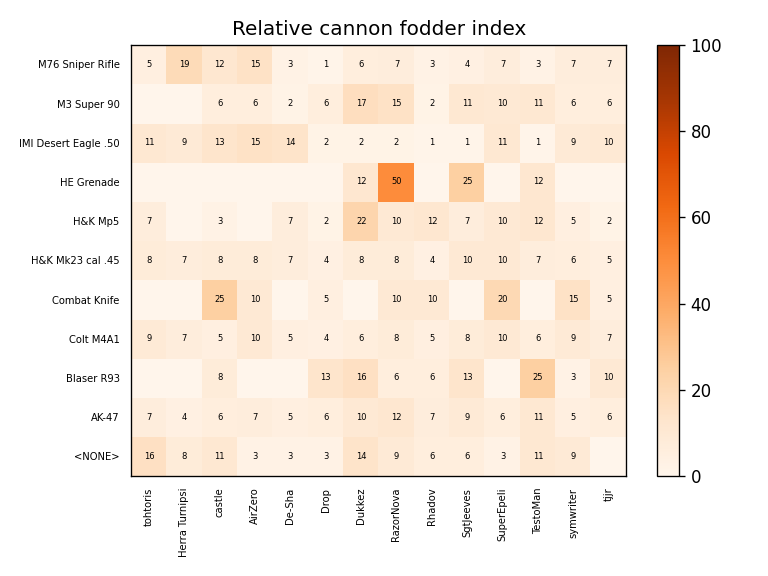 Relative cannon fodder index
M76 Sniper Rifle 5 19 12 15 3 1 6 7 3 4 7 3 7 7
M3 Super 90 6 6 2 6 17 15 2 11 10 11 6 6
IMI Desert Eagle .50 11 9 13 15 14 2 2 2 1 1 11 1 9 10
HE Grenade 12 50 25 12
H&K Mp5 7 3 7 2 22 10 12 7 10 12 5 2
H&K Mk23 cal .45 8 7 8 8 7 4 8 8 4 10 10 7 6 5
Combat Knife 25 10 5 10 10 20 15 5
Colt M4A1 9 7 5 10 5 4 6 8 5 8 10 6 9 7
Blaser R93 8 13 16 6 6 13 25 3 10
AK-47 7 4 6 7 5 6 10 12 7 9 6 11 5 6
<NONE> 16 8 11 3 3 3 14 9 6 6 3 11 9
tohtoris
Herra Turnipsi
castle
AirZero
De-Sha
Drop
Dukkez
RazorNova
Rhadov
SgtJeeves
SuperEpeli
TestoMan
symwriter
tjjr
100
80
60
40
20
0